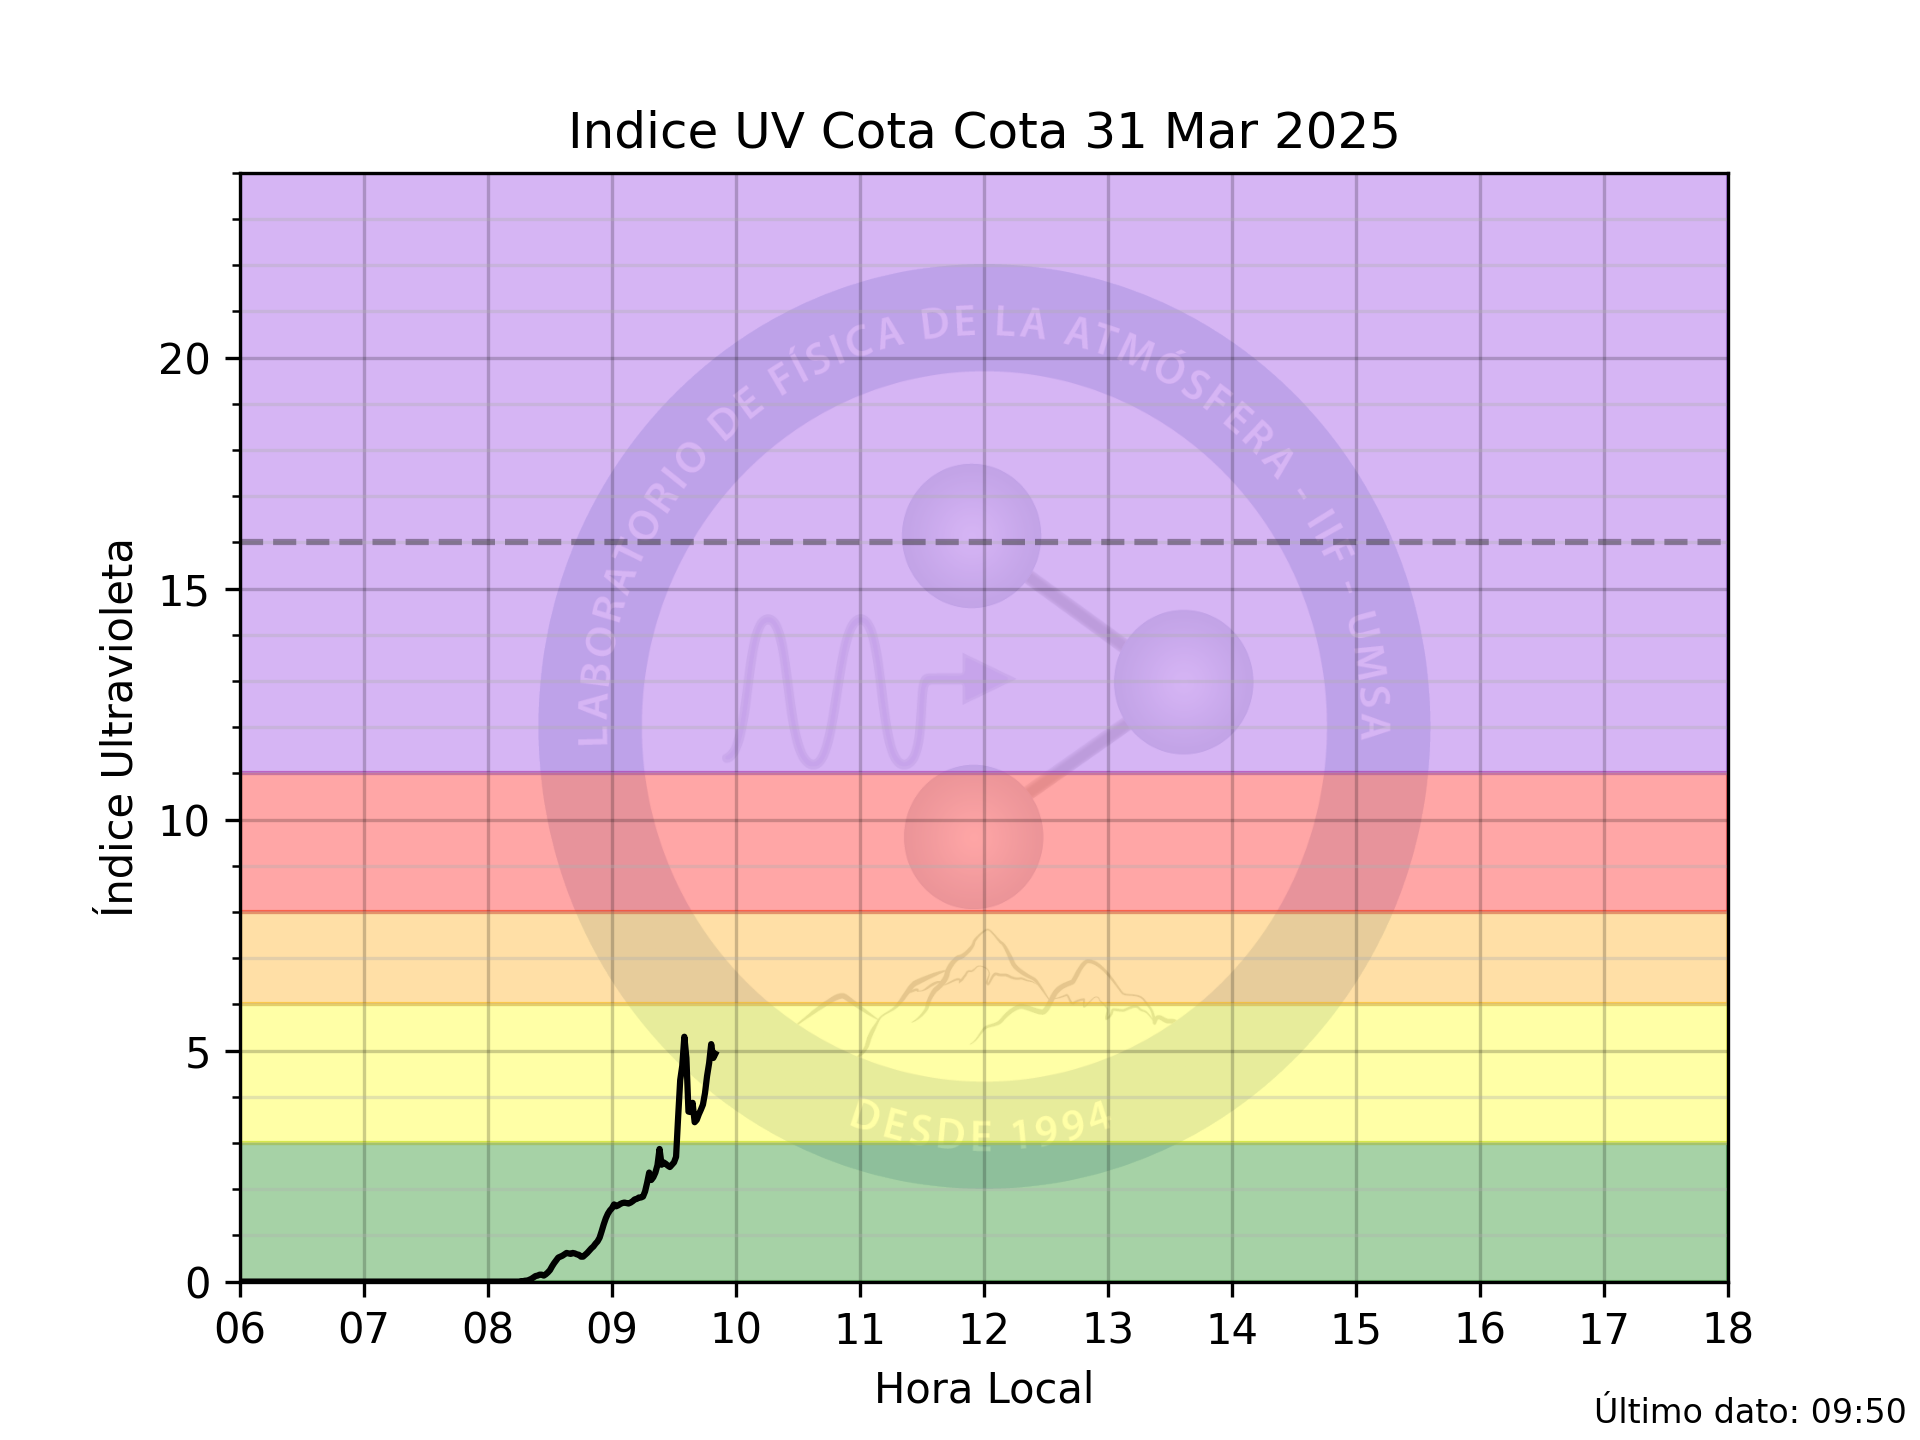 Indice UV Cota Cota 31 Mar 2025
Índice Ultravioleta
20
15
10
5
0
LABORATORIO DE FÍSICA DE LA ATMÓSFERA - IIF - UMSA
DESDE 1994
06 07 08 09 10 11 12 13 14 15 16 17 18
Hora Local
Último dato: 09:50